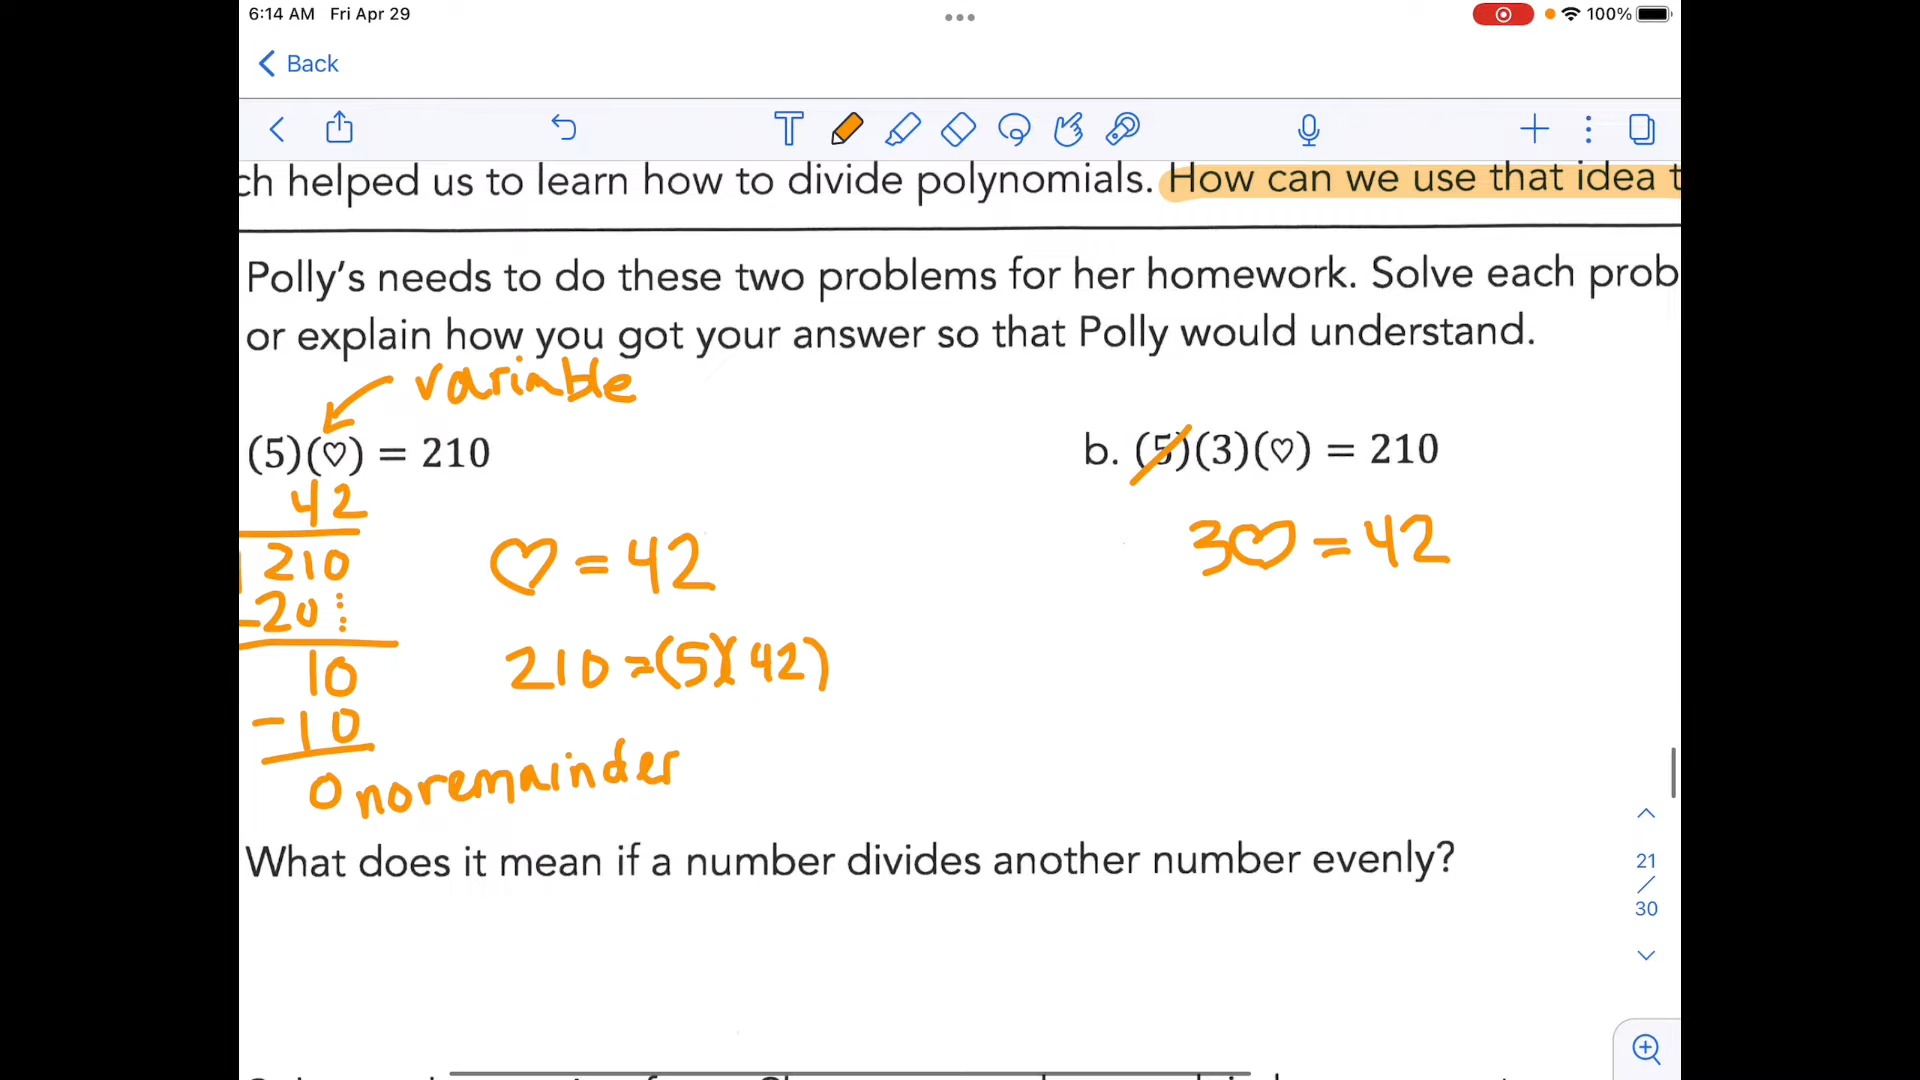 6:14 AM Fri Apr 29
100%
Back
T
ch helped us to learn how to divide polynomials. How can we use that idea t
Polly's needs to do these two problems for her homework. Solve each prob
or explain how you got your answer so that Polly would understand.
variable
(5)(♡) = 210
b. (5)(3)(♡) = 210
42
210
-20
10
-10
0 no remainder
♡ = 42
210 = (5)(42)
3♡ = 42
What does it mean if a number divides another number evenly?
21
/
30